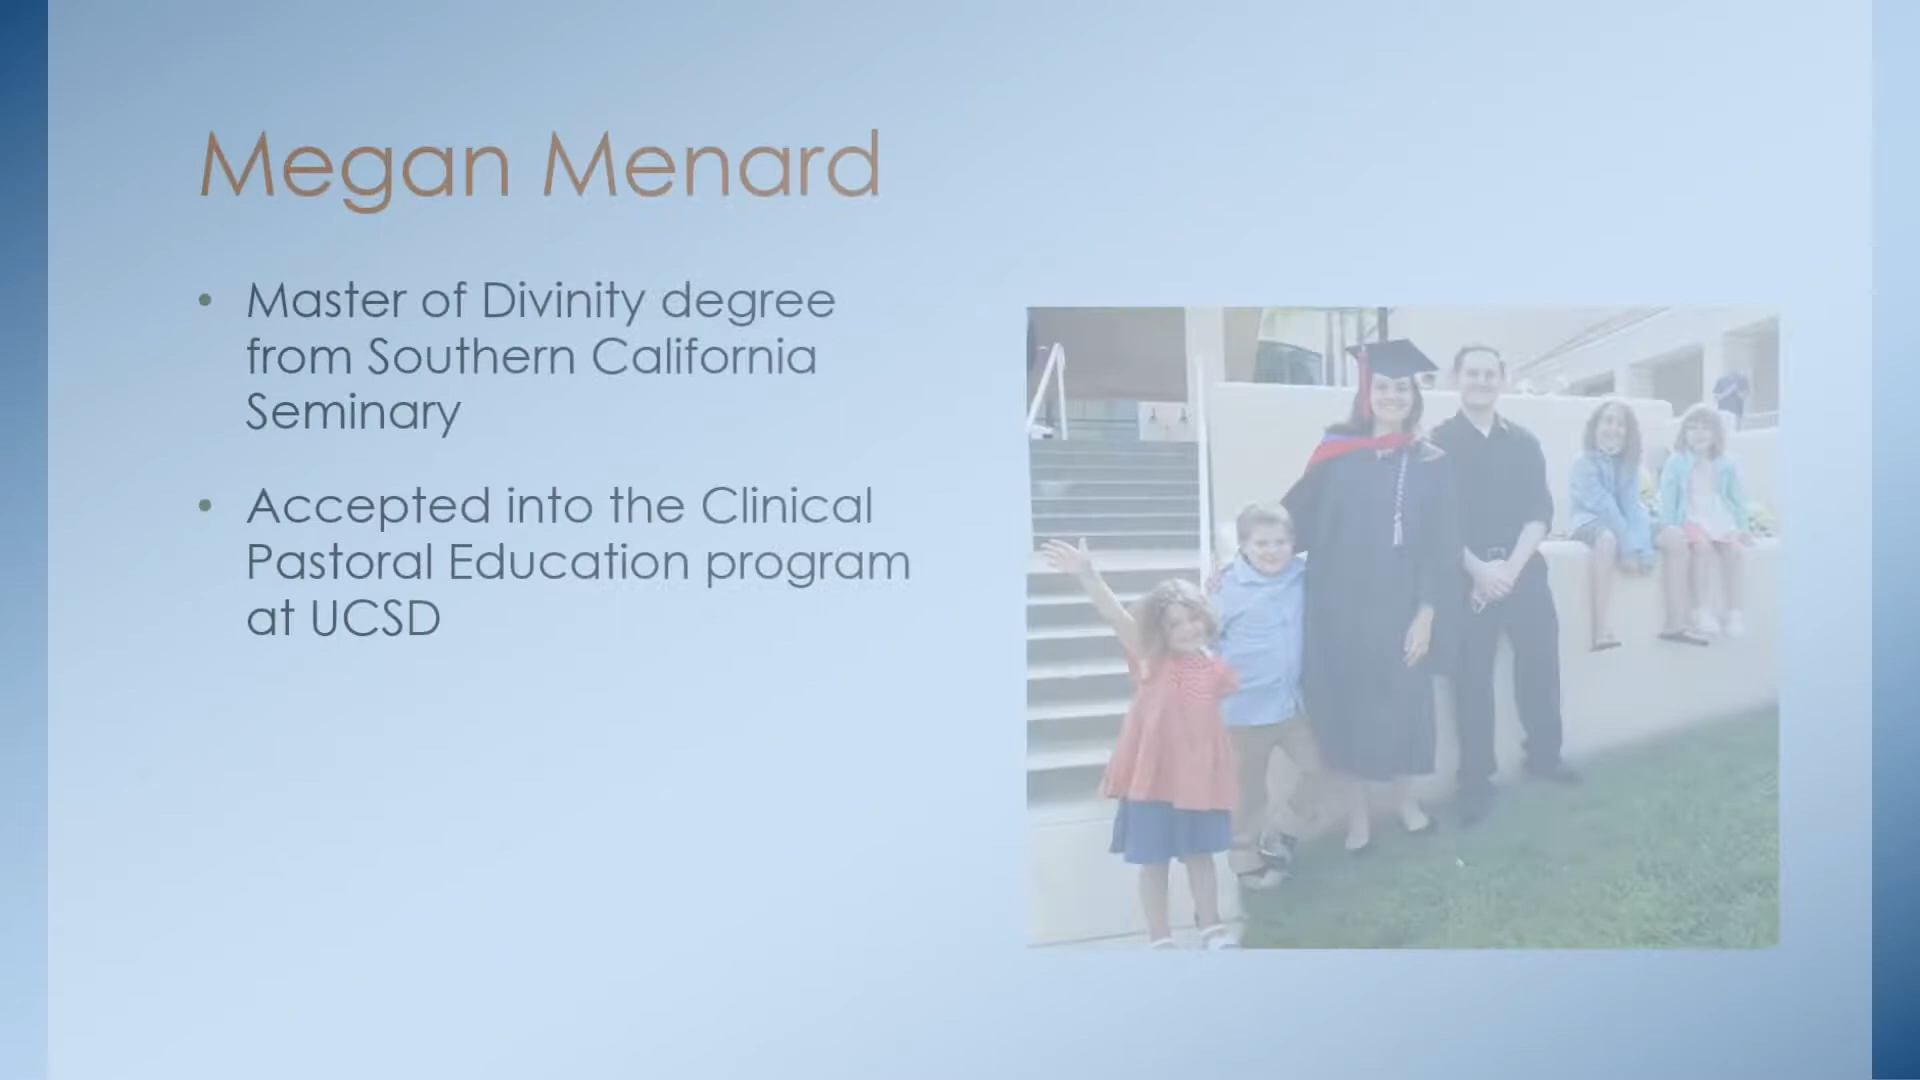 Megan Menard
• Master of Divinity degree
from Southern California
Seminary
• Accepted into the Clinical
Pastoral Education program
at UCSD